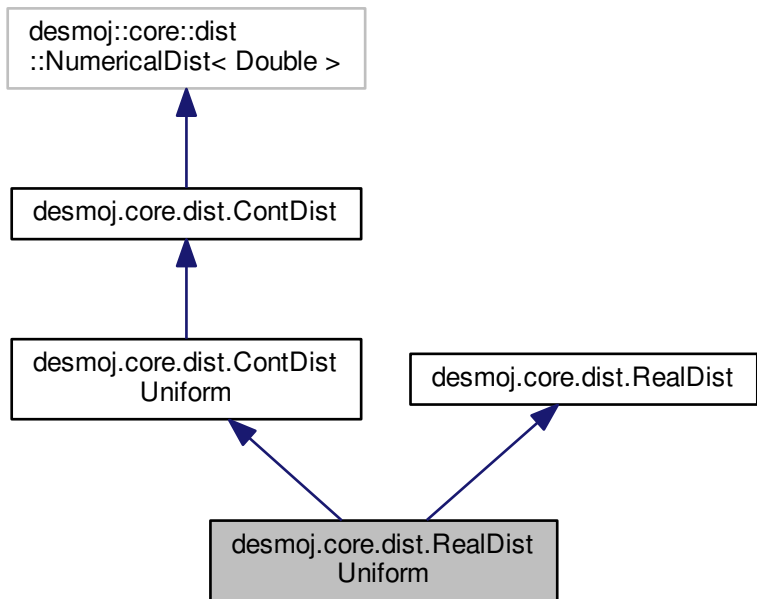 desmoj::core::dist
::NumericalDist< Double >
desmoj.core.dist.ContDist
desmoj.core.dist.ContDist
Uniform
desmoj.core.dist.RealDist
desmoj.core.dist.RealDist
Uniform